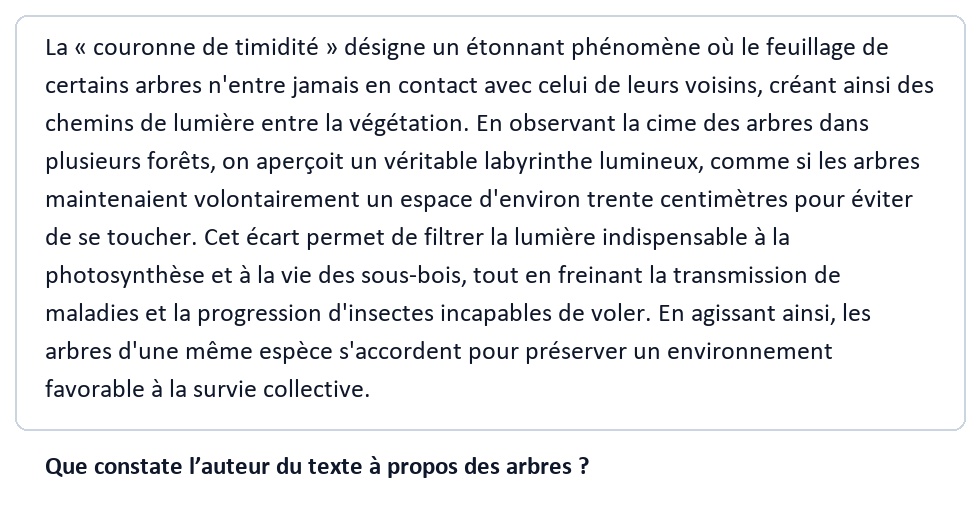 La « couronne de timidité » désigne un étonnant phénomène où le feuillage de
certains arbres n'entre jamais en contact avec celui de leurs voisins, créant ainsi des
chemins de lumière entre la végétation. En observant la cime des arbres dans
plusieurs forêts, on aperçoit un véritable labyrinthe lumineux, comme si les arbres
maintenaient volontairement un espace d'environ trente centimètres pour éviter
de se toucher. Cet écart permet de filtrer la lumière indispensable à la
photosynthèse et à la vie des sous-bois, tout en freinant la transmission de
maladies et la progression d'insectes incapables de voler. En agissant ainsi, les
arbres d'une même espèce s'accordent pour préserver un environnement
favorable à la survie collective.
Que constate l’auteur du texte à propos des arbres ?